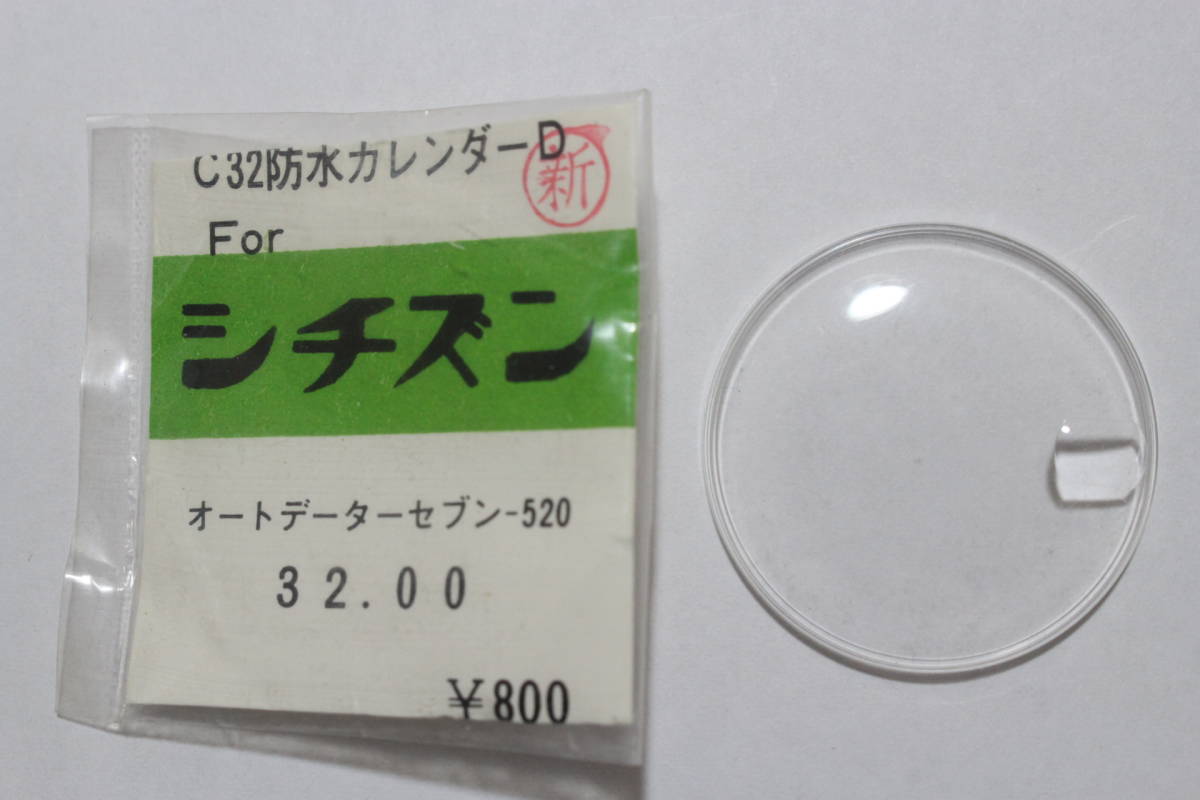 C32防水カレンダーD
新
For
シチズン
オートデーターセブン-520
32.00
¥800